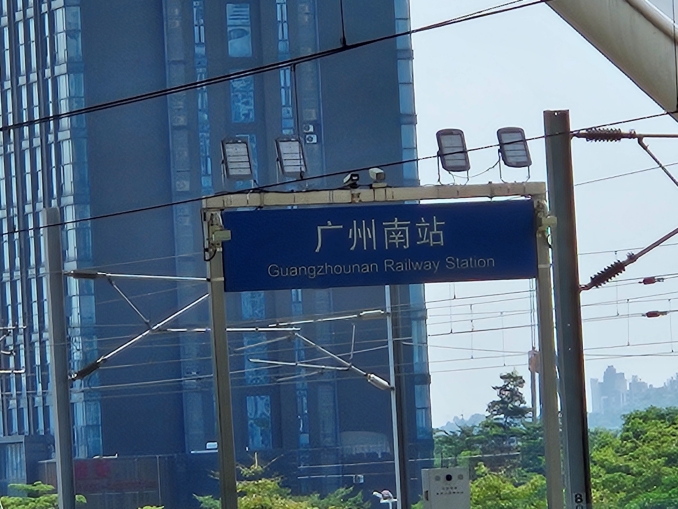 广州南站
Guangzhounan Railway Station